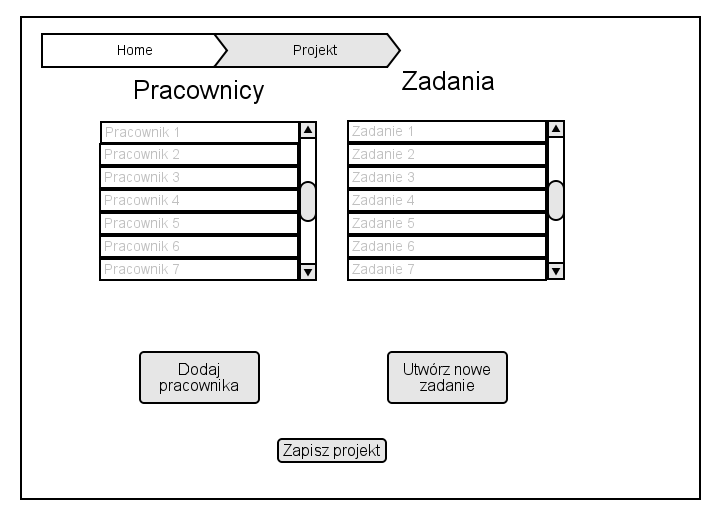 Home
Projekt
Pracownicy
Zadania
Pracownik 1
Pracownik 2
Pracownik 3
Pracownik 4
Pracownik 5
Pracownik 6
Pracownik 7
Zadanie 1
Zadanie 2
Zadanie 3
Zadanie 4
Zadanie 5
Zadanie 6
Zadanie 7
Dodaj
pracownika
Utwórz nowe
zadanie
Zapisz projekt